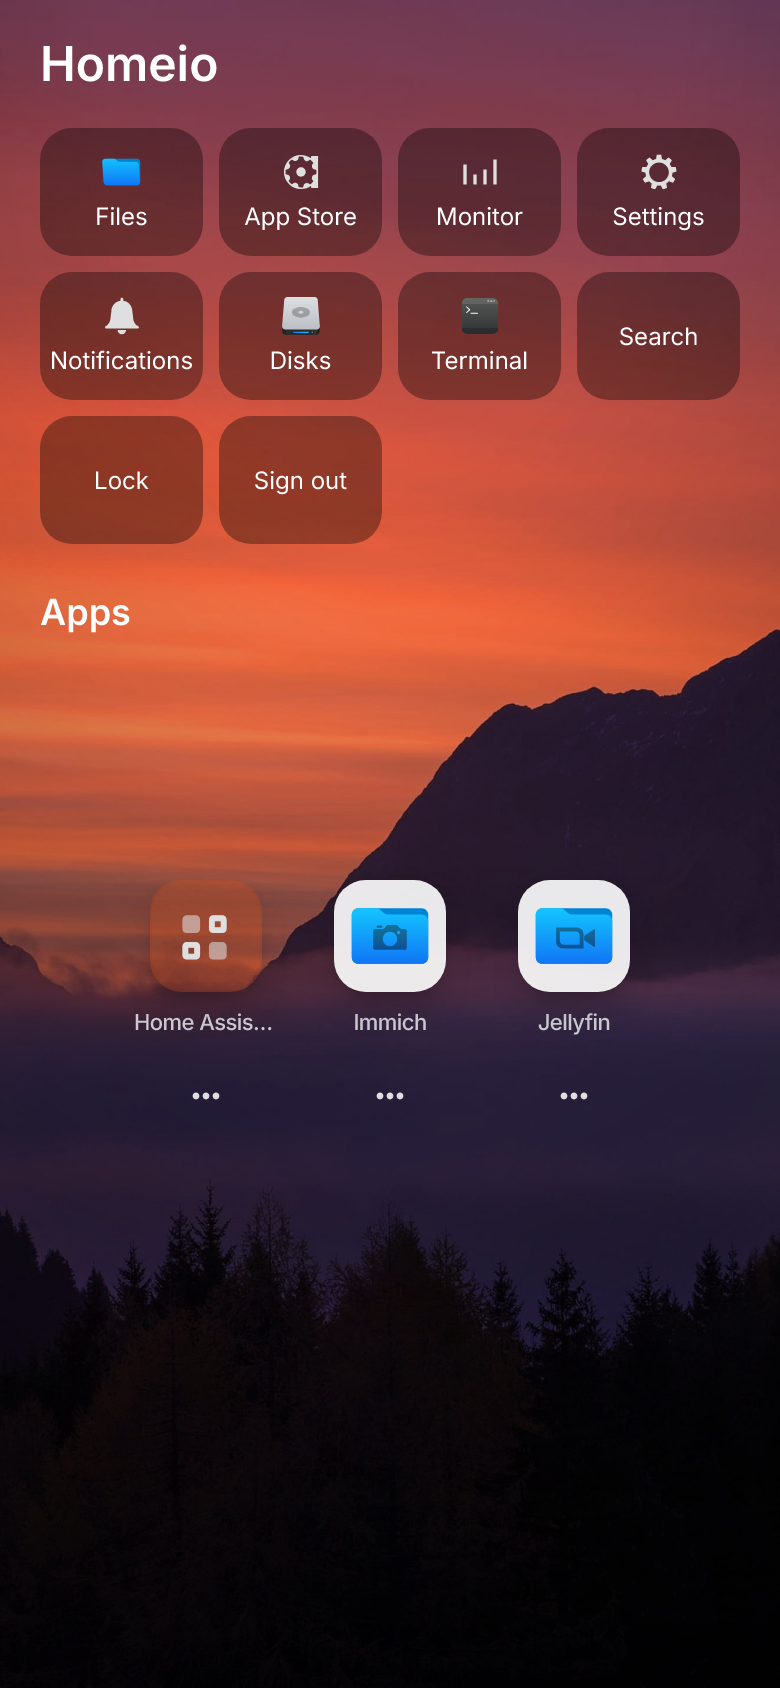 Homeio
Files
App Store
Monitor
Settings
Notifications
Disks
Terminal
Search
Lock
Sign out
Apps
Home Assis...
Immich
Jellyfin